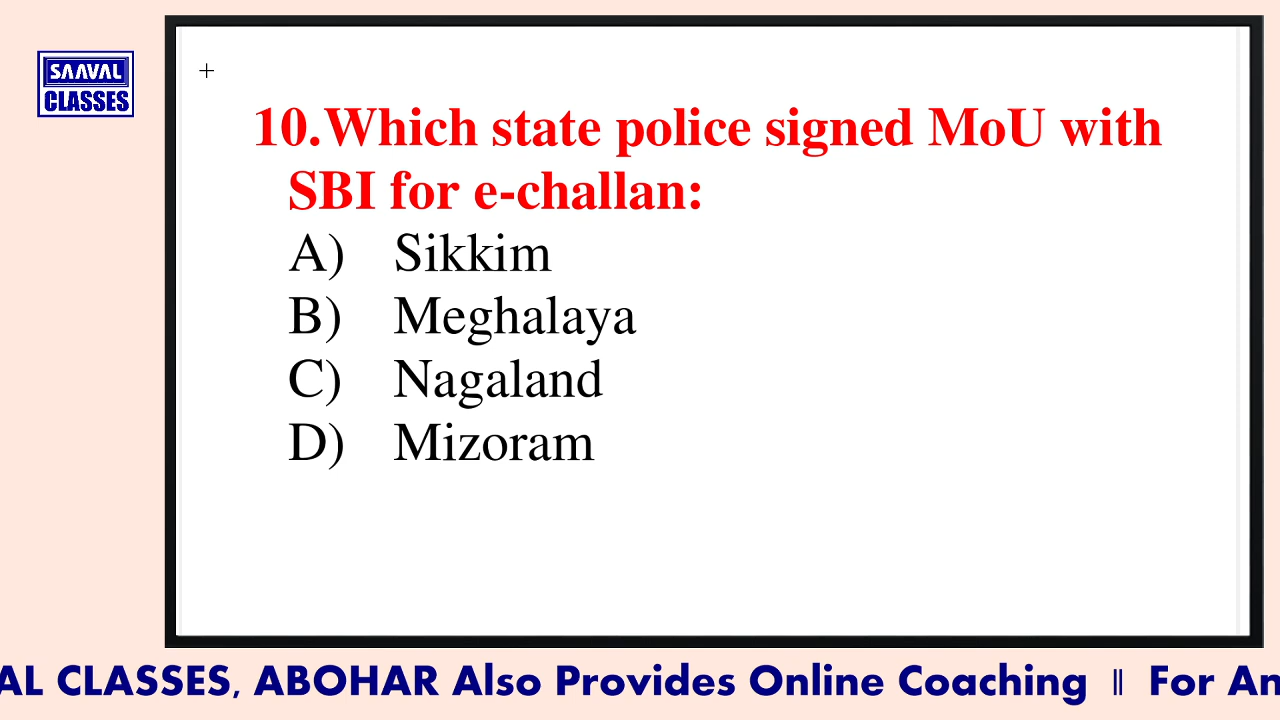 SAAVAL
CLASSES
+
10.Which state police signed MoU with
SBI for e-challan:
A) Sikkim
B) Meghalaya
C) Nagaland
D) Mizoram
AL CLASSES, ABOHAR Also Provides Online Coaching || For An